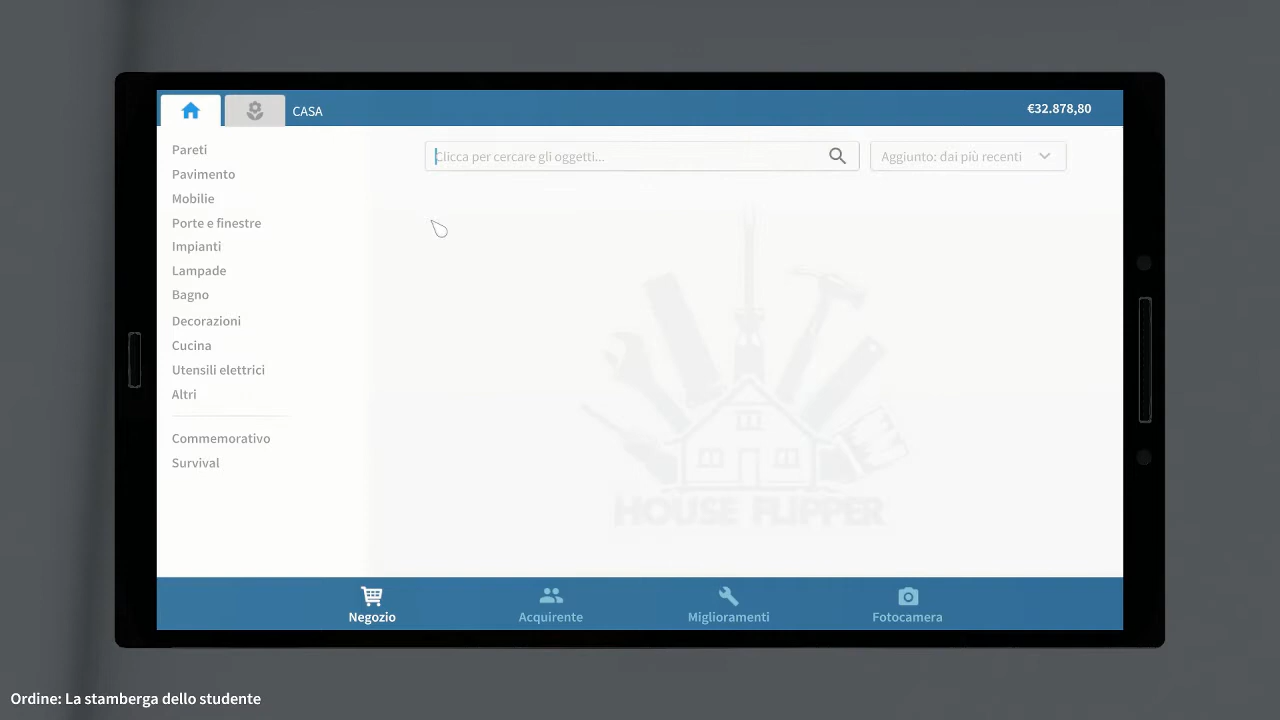 CASA
€32.878,80
Pareti
Pavimento
Mobilie
Porte e finestre
Impianti
Lampade
Bagno
Decorazioni
Cucina
Utensili elettrici
Altri
Commemorativo
Survival
Clicca per cercare gli oggetti...
Aggiunto: dai più recenti
HOUSE FLIPPER
Negozio
Acquirente
Miglioramenti
Fotocamera
Ordine: La stamberga dello studente